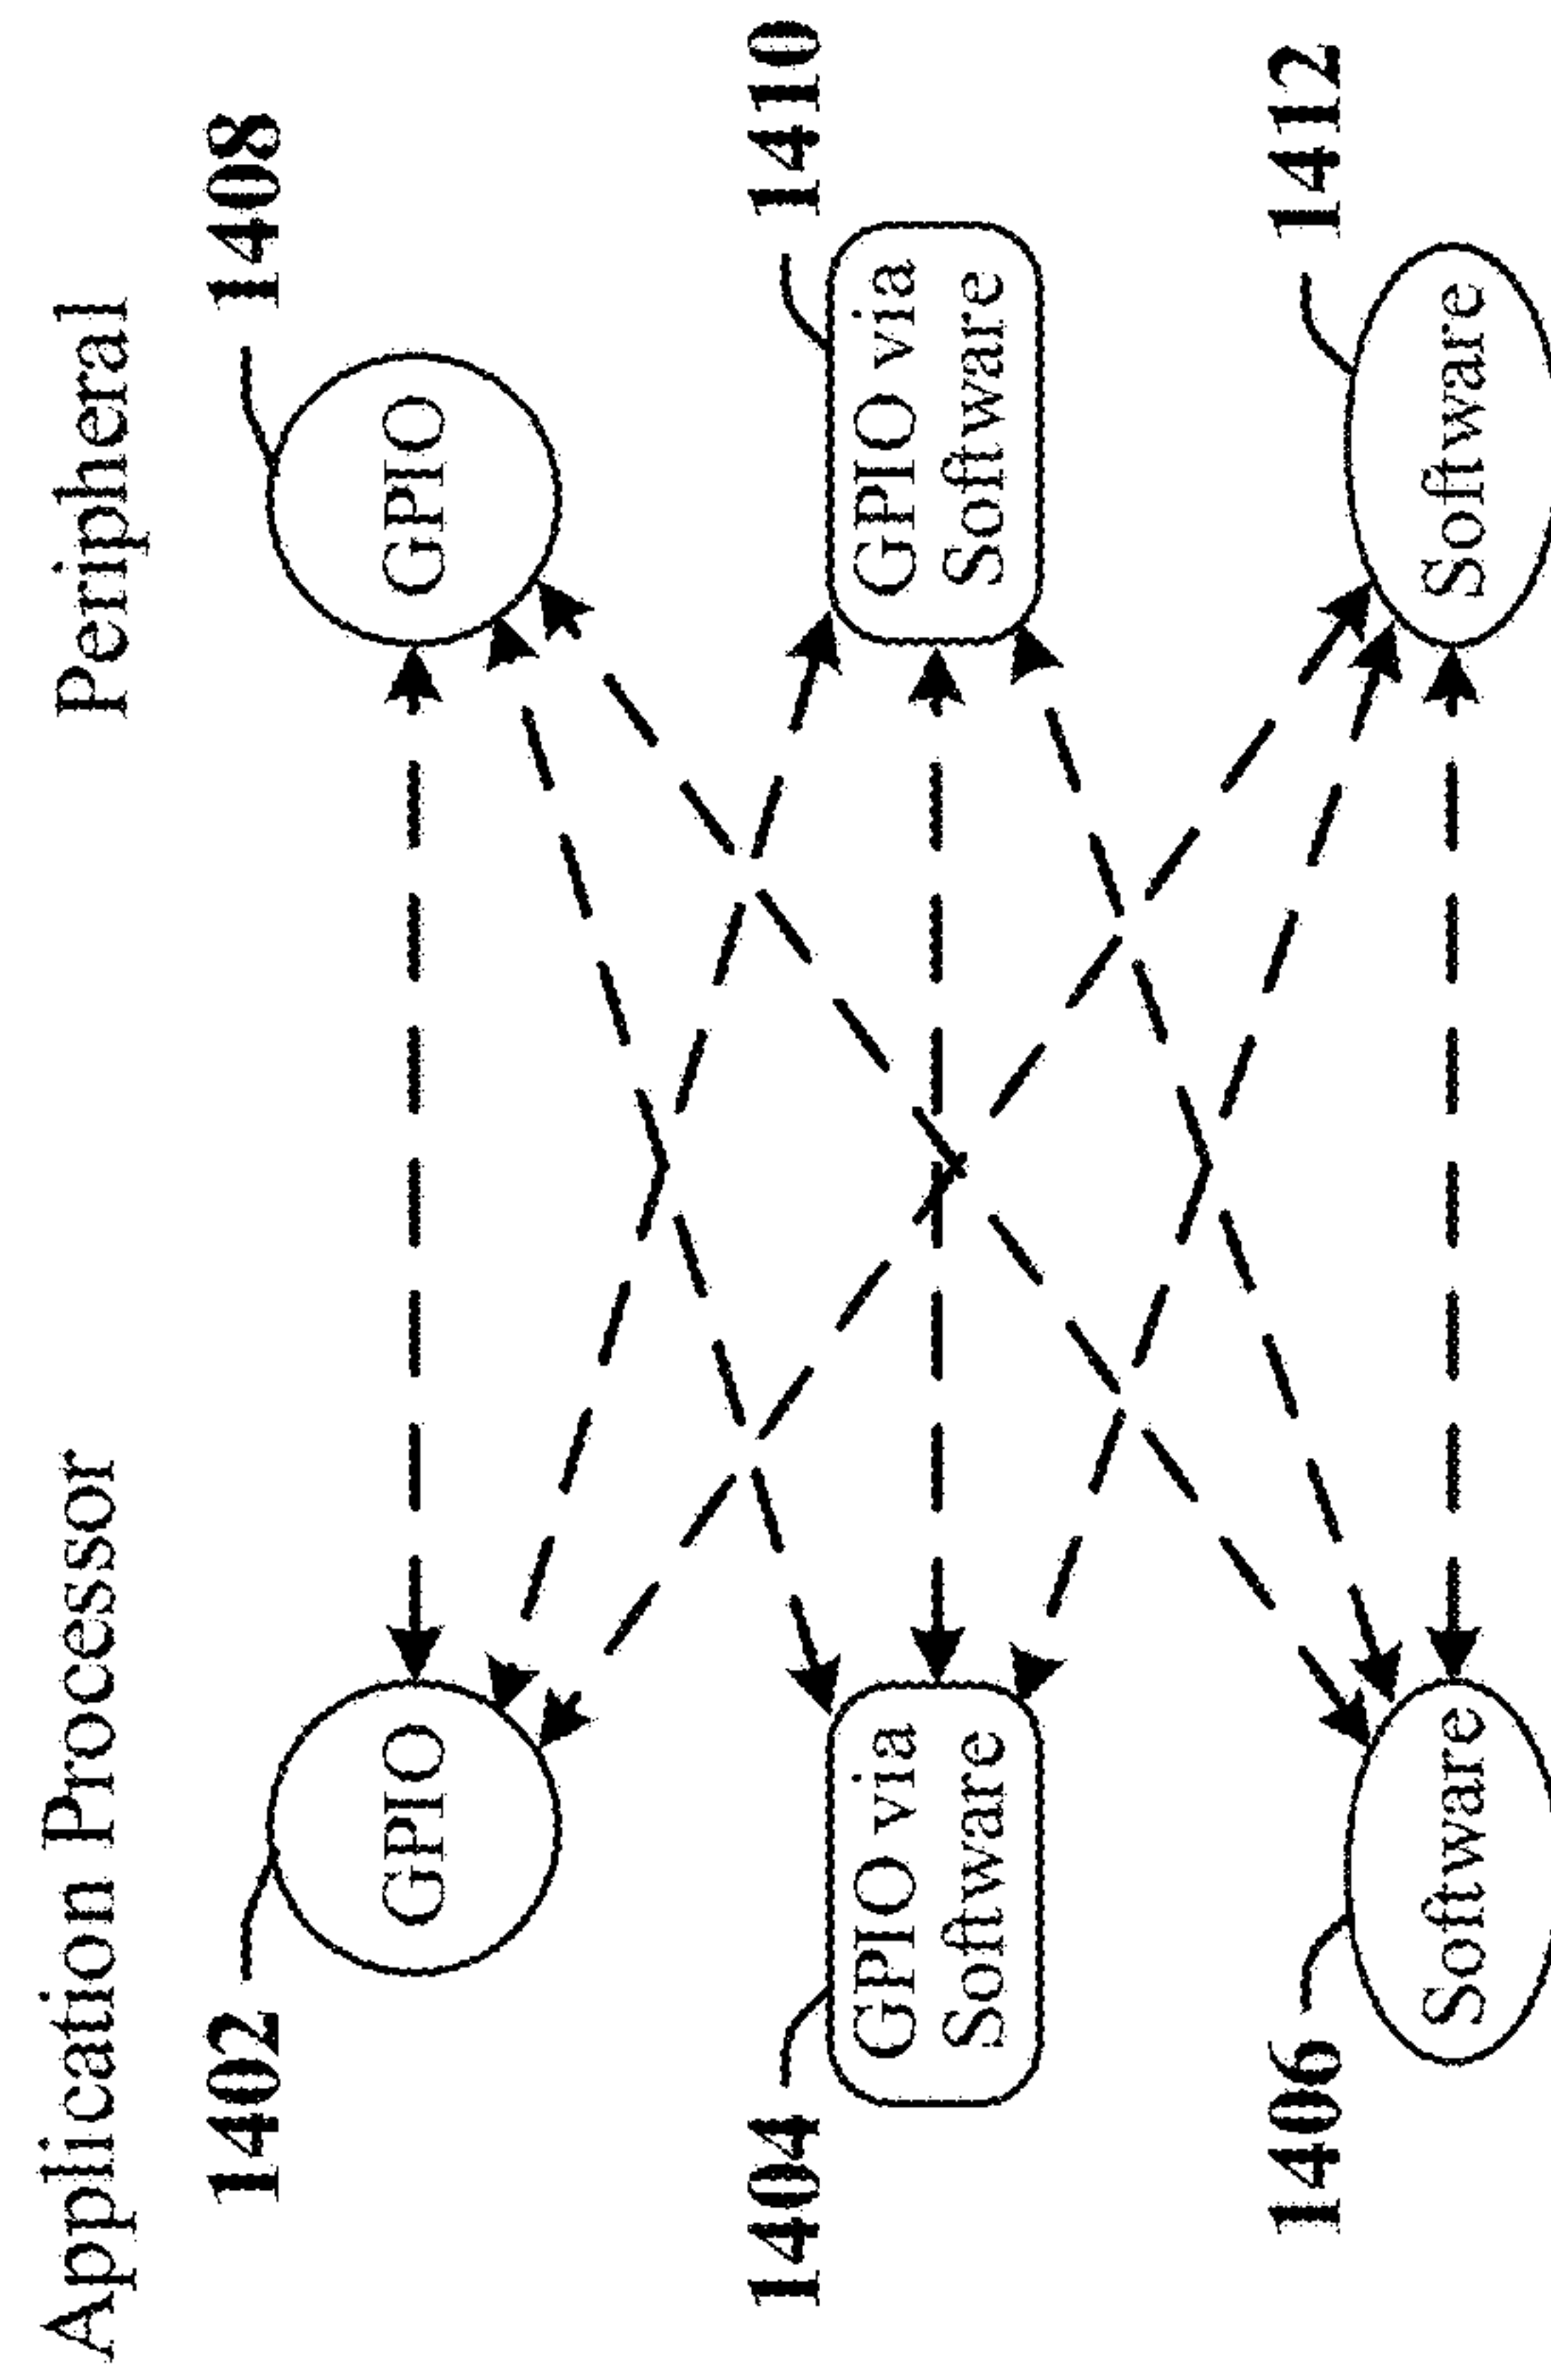 Application Processor
Peripheral
1402
GPIO
GPIO
1408
1404
GPIO via
Software
GPIO via
Software
1410
1406
Software
Software
1412